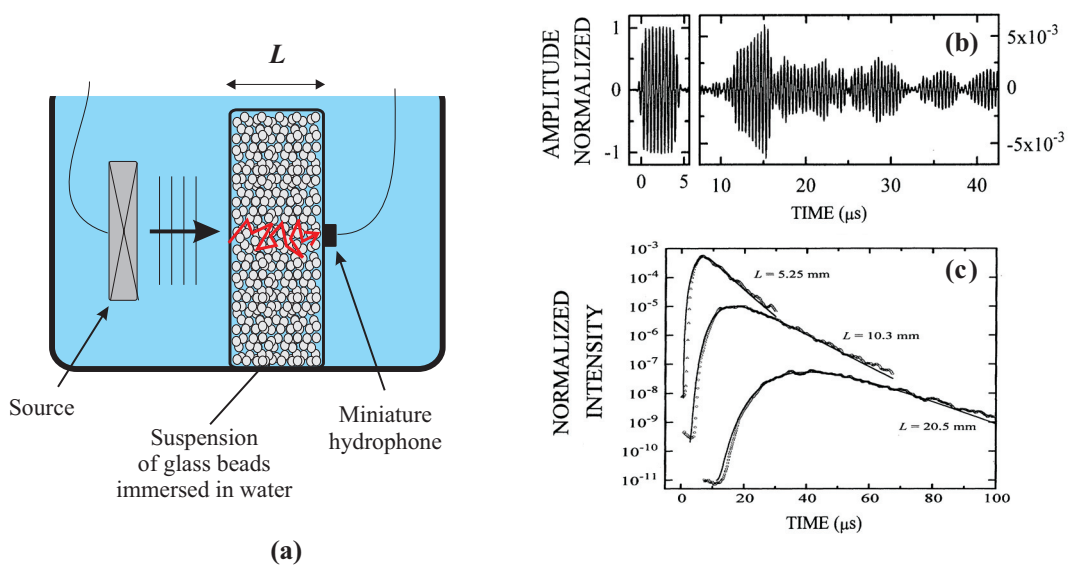 L
Source
Suspension
of glass beads
immersed in water
Miniature
hydrophone
(a)
AMPLITUDE
NORMALIZED
1
0
-1
0
5
(b)
5x10-3
0
-5x10-3
10
20
30
40
TIME (µs)
NORMALIZED
INTENSITY
10-3
10-4
10-5
10-6
10-7
10-8
10-9
10-10
10-11
(c)
L = 5.25 mm
L = 10.3 mm
L = 20.5 mm
0
20
40
60
80
100
TIME (µs)